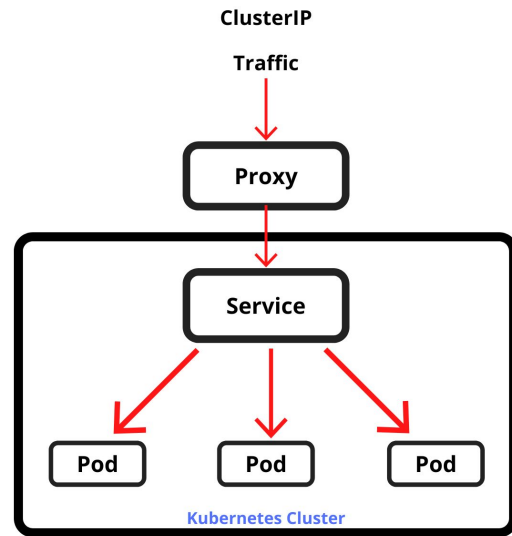 ClusterIP
Traffic
Proxy
Service
Pod
Pod
Pod
Kubernetes Cluster